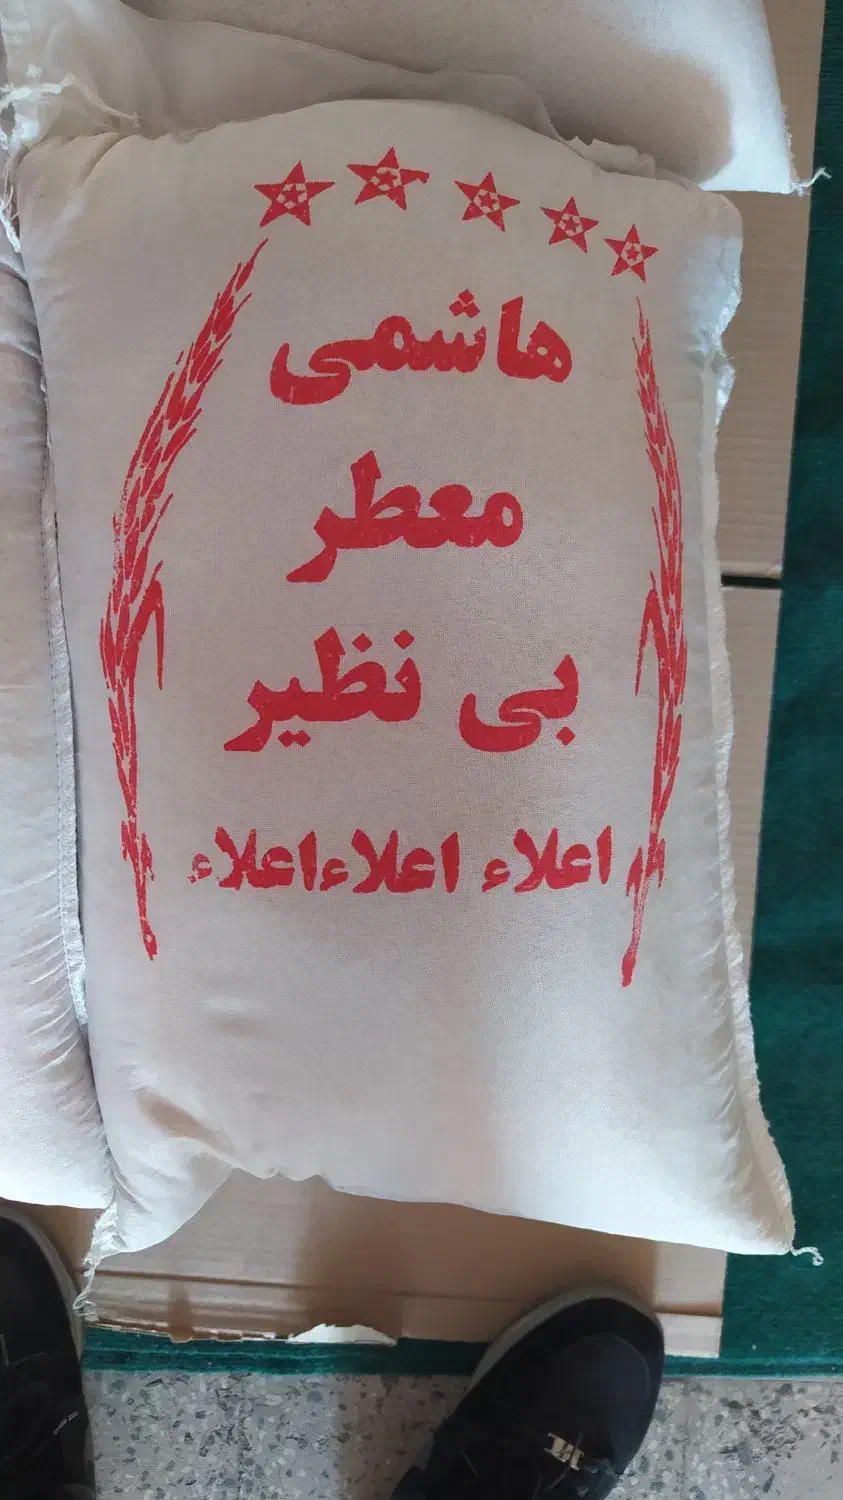 هاشمی
معطر
بی نظیر
اعلاء اعلاء اعلاء